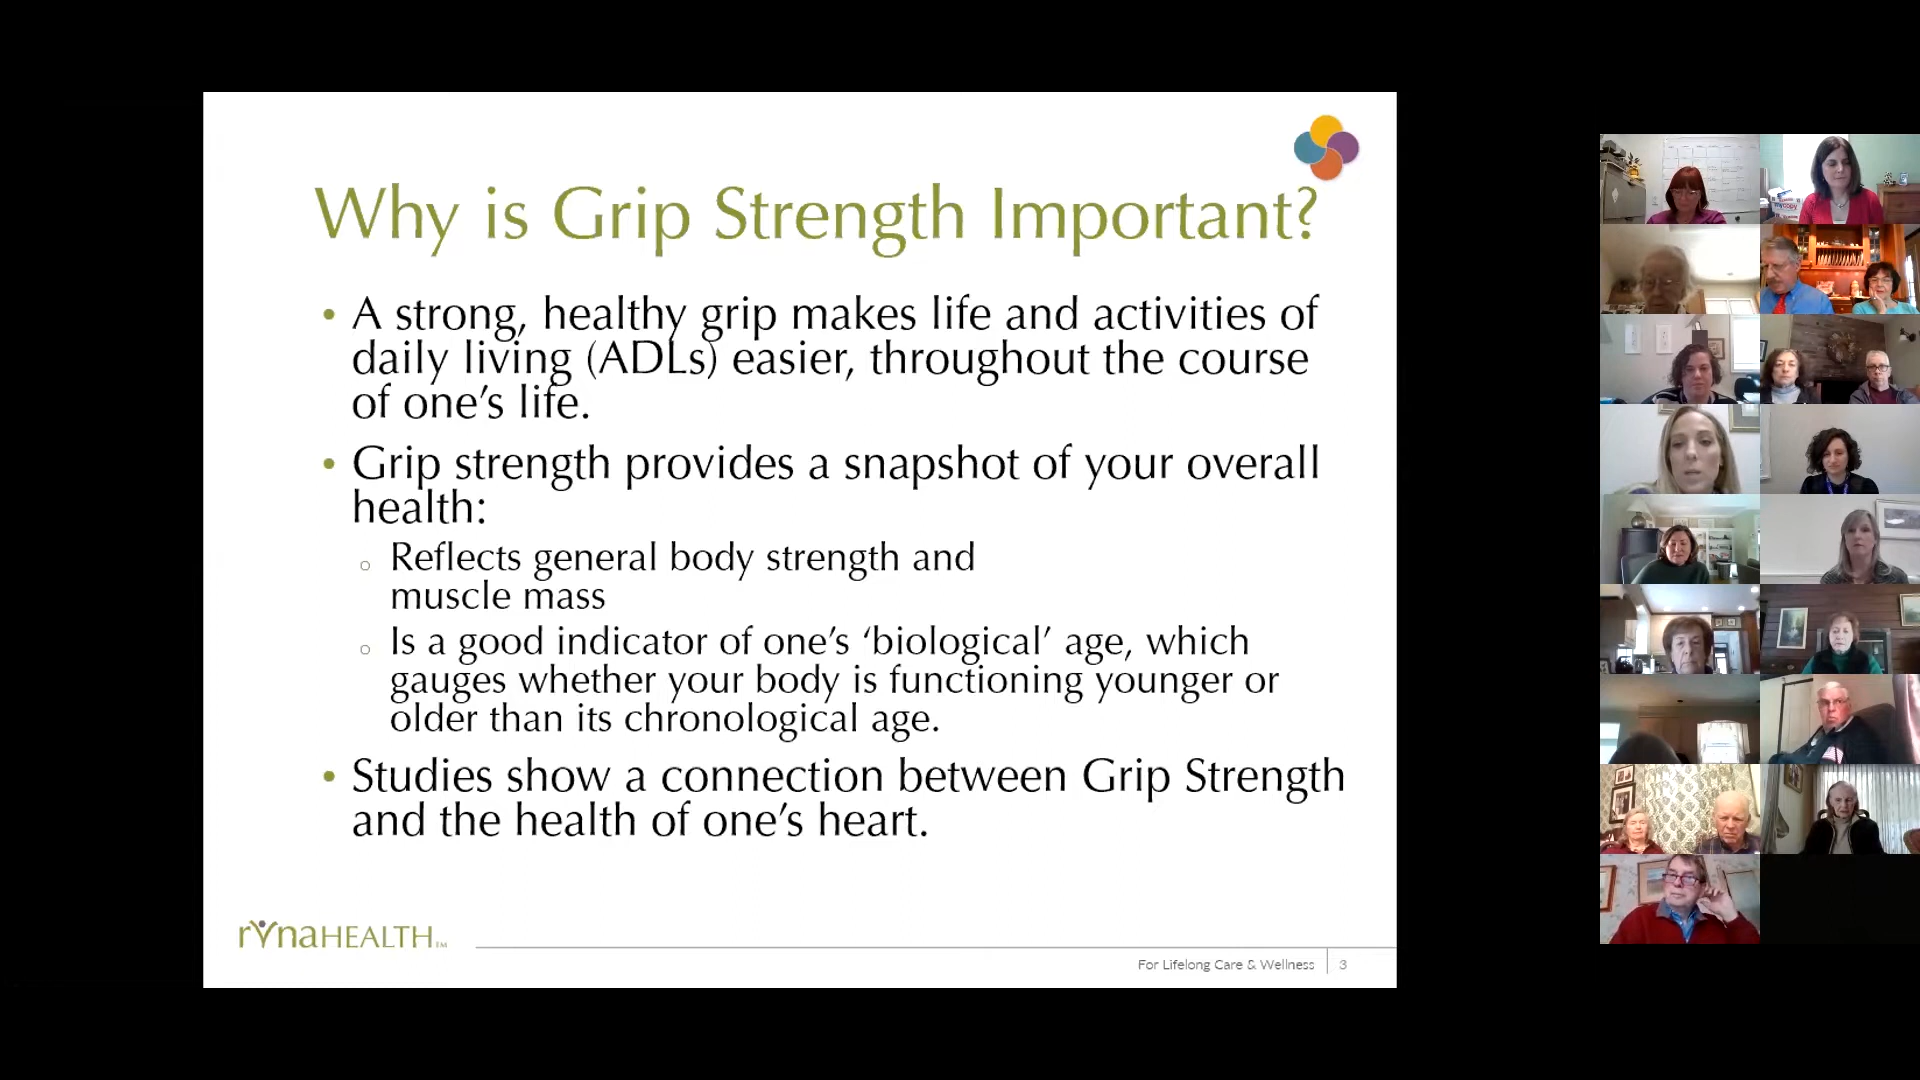 Why is Grip Strength Important?
• A strong, healthy grip makes life and activities of
daily living (ADLs) easier, throughout the course
of one’s life.
• Grip strength provides a snapshot of your overall
health:
o Reflects general body strength and
muscle mass
o Is a good indicator of one’s ‘biological’ age, which
gauges whether your body is functioning younger or
older than its chronological age.
• Studies show a connection between Grip Strength
and the health of one’s heart.
rynaHEALTH™
For Lifelong Care & Wellness
3
mycopy